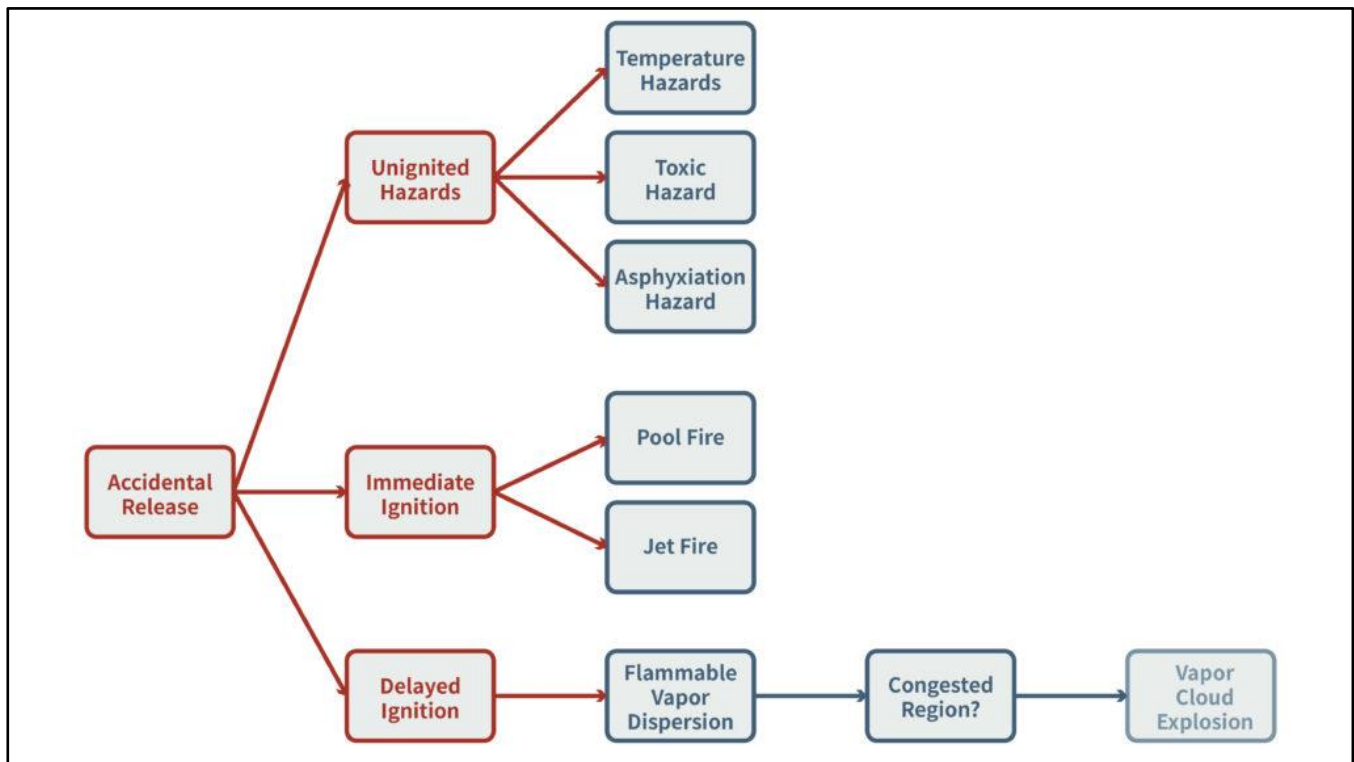 Temperature
Hazards
Unignited
Hazards
Toxic
Hazard
Asphyxiation
Hazard
Accidental
Release
Immediate
Ignition
Pool Fire
Jet Fire
Delayed
Ignition
Flammable
Vapor
Dispersion
Congested
Region?
Vapor
Cloud
Explosion